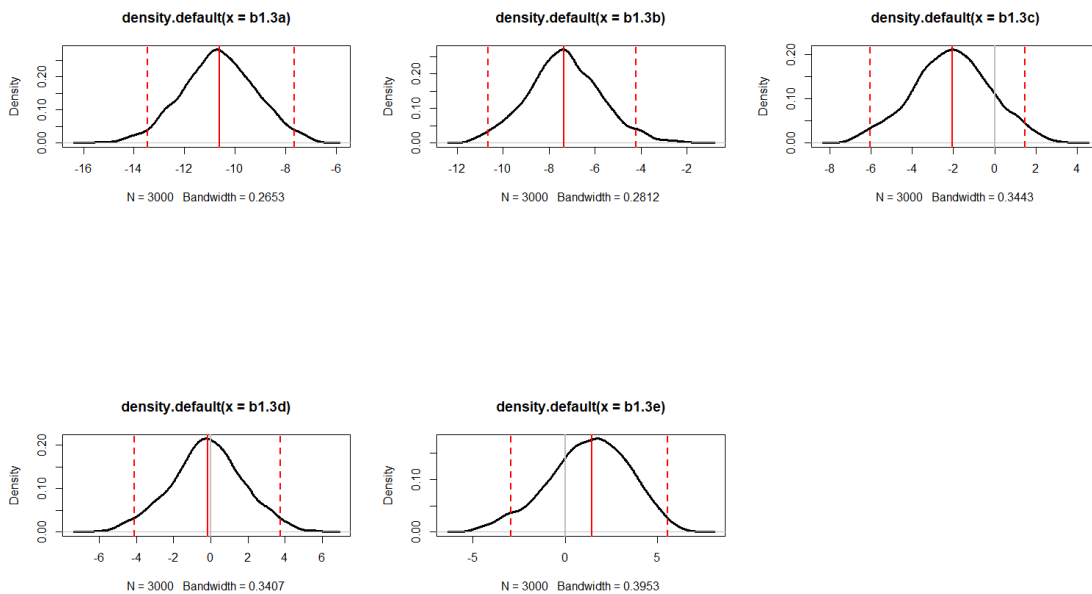 density.default(x = b1.3a)
Density
0.00 0.10 0.20
-16 -14 -12 -10 -8 -6
N = 3000 Bandwidth = 0.2653
density.default(x = b1.3b)
Density
0.00 0.10 0.20
-12 -10 -8 -6 -4 -2
N = 3000 Bandwidth = 0.2812
density.default(x = b1.3c)
Density
0.00 0.10 0.20
-8 -6 -4 -2 0 2 4
N = 3000 Bandwidth = 0.3443
density.default(x = b1.3d)
Density
0.00 0.10 0.20
-6 -4 -2 0 2 4 6
N = 3000 Bandwidth = 0.3407
density.default(x = b1.3e)
Density
0.00 0.10
-5 0 5
N = 3000 Bandwidth = 0.3953